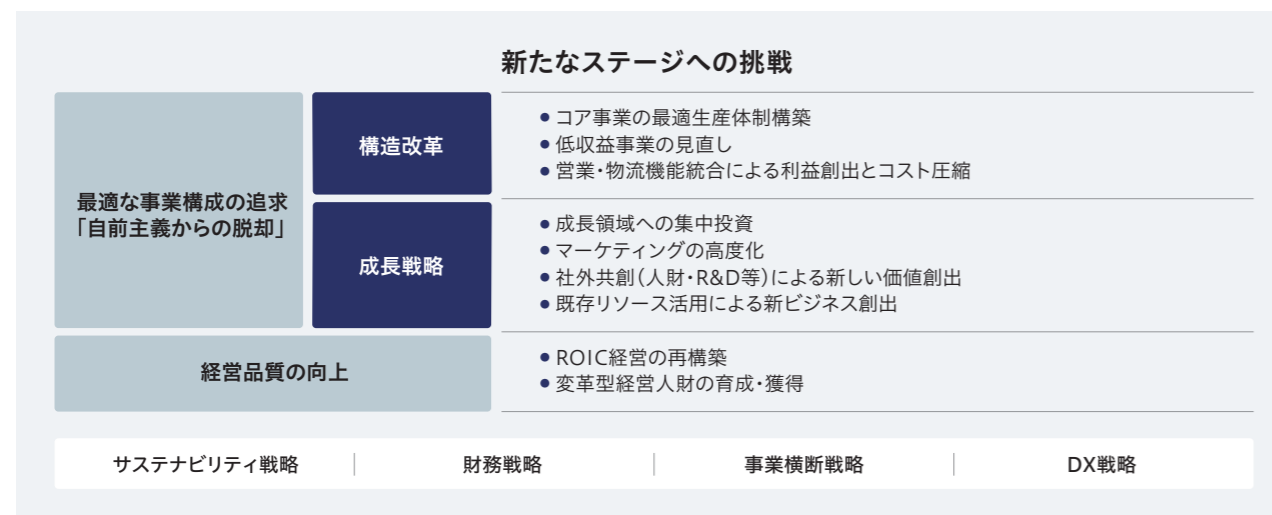 新たなステージへの挑戦
最適な事業構成の追求
「自前主義からの脱却」
構造改革
● コア事業の最適生産体制構築
● 低収益事業の見直し
● 営業・物流機能統合による利益創出とコスト圧縮
成長戦略
● 成長領域への集中投資
● マーケティングの高度化
● 社外共創（人財・R&D等）による新しい価値創出
● 既存リソース活用による新ビジネス創出
経営品質の向上
● ROIC経営の再構築
● 変革型経営人財の育成・獲得
サステナビリティ戦略
財務戦略
事業横断戦略
DX戦略